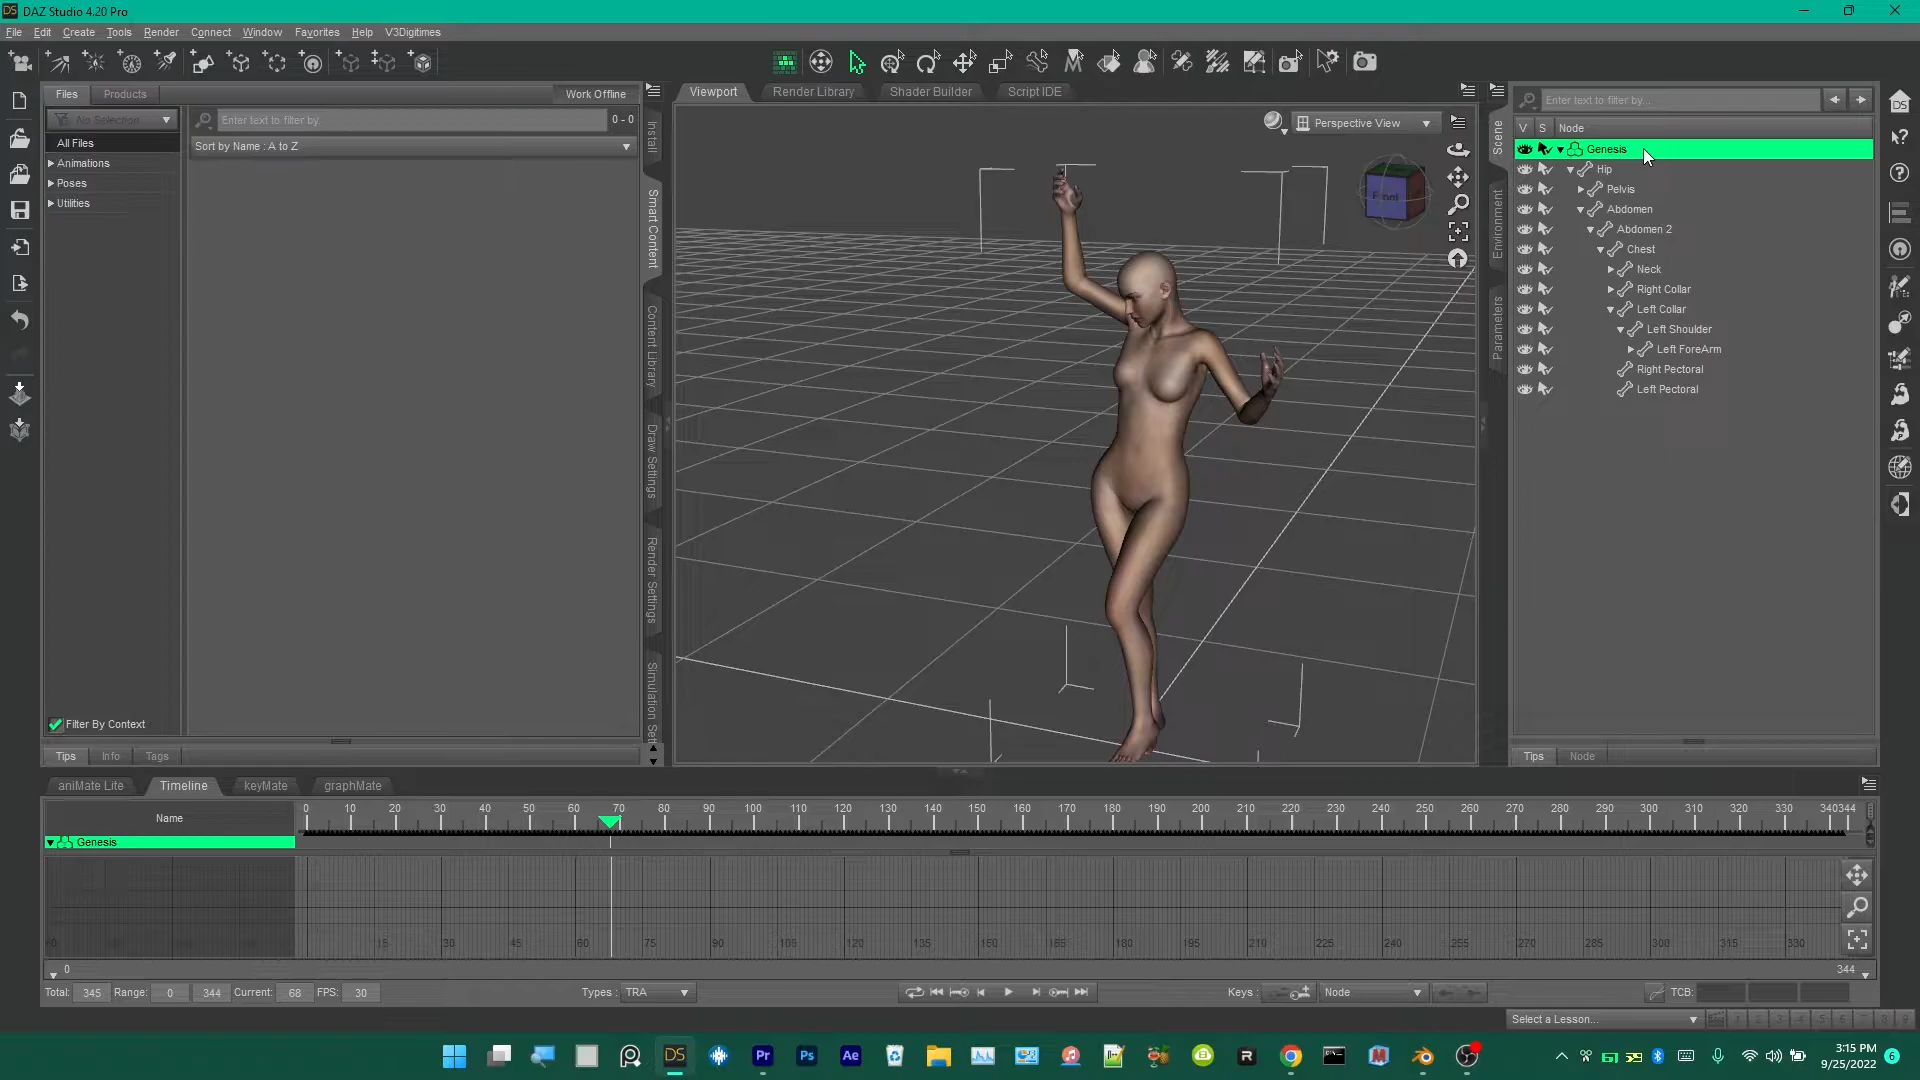 DAZ Studio 4.20 Pro
File Edit Create Tools Render Connect Window Favorites Help V3Digitimes
Files Products Work Offline
No Selection
Enter text to filter by. 0 - 0
Sort by Name : A to Z
All Files
Animations
Poses
Utilities
Filter By Context
Tips Info Tags
Install
Smart Content
Content Library
Draw Settings
Render Settings
Simulation Set
Viewport Render Library Shader Builder Script IDE
Perspective View
Scene
Environment
Parameters
Enter text to filter by...
V S Node
Genesis
Hip
Pelvis
Abdomen
Abdomen 2
Chest
Neck
Right Collar
Left Collar
Left Shoulder
Left ForeArm
Right Pectoral
Left Pectoral
Tips Node
aniMate Lite Timeline keyMate graphMate
Name
0 10 20 30 40 50 60 70 80 90 100 110 120 130 140 150 160 170 180 190 200 210 220 230 240 250 260 270 280 290 300 310 320 330 340344
Genesis
15 30 45 60 75 90 105 120 135 150 165 180 195 210 225 240 255 270 285 300 315 330
0 344
Total: 345 Range: 0 344 Current: 68 FPS: 30 Types : TRA Keys : Node TCB:
Select a Lesson...
DS Pr Ps Ae
3:15 PM
9/25/2022
6